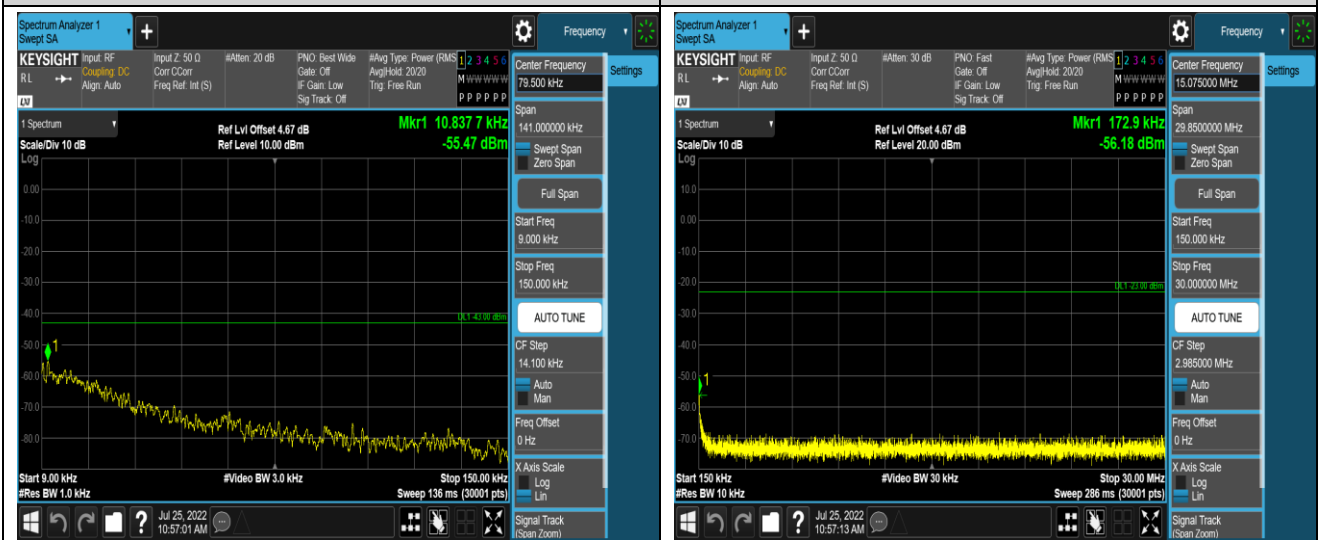 Spectrum Analyzer 1
Swept SA
Frequency
KEYSIGHT
Input: RF
Coupling: DC
Align: Auto
Input Z: 50 Ω
Corr CCorr
Freq Ref: Int (S)
#Atten: 20 dB
PNO: Best Wide
Gate: Off
IF Gain: Low
Sig Track: Off
#Avg Type: Power (RMS
Avg|Hold: 20/20
Trig: Free Run
1 2 3 4 5 6
M W W W W W
P P P P P P
RL
LXI
1 Spectrum
Scale/Div 10 dB
Log
Ref Lvl Offset 4.67 dB
Ref Level 10.00 dBm
Mkr1 10.837 7 kHz
-55.47 dBm
0.00
-10.0
-20.0
-30.0
-40.0
-50.0
-60.0
-70.0
-80.0
DL1 -43.00 dBm
1
Start 9.00 kHz
#Res BW 1.0 kHz
#Video BW 3.0 kHz
Stop 150.00 kHz
Sweep 136 ms (30001 pts)
Jul 25, 2022
10:57:01 AM
?
Center Frequency
79.500 kHz
Settings
Span
141.000000 kHz
Swept Span
Zero Span
Full Span
Start Freq
9.000 kHz
Stop Freq
150.000 kHz
AUTO TUNE
CF Step
14.100 kHz
Auto
Man
Freq Offset
0 Hz
X Axis Scale
Log
Lin
Signal Track
(Span Zoom)
Spectrum Analyzer 1
Swept SA
Frequency
KEYSIGHT
Input: RF
Coupling: DC
Align: Auto
Input Z: 50 Ω
Corr CCorr
Freq Ref: Int (S)
#Atten: 30 dB
PNO: Fast
Gate: Off
IF Gain: Low
Sig Track: Off
#Avg Type: Power (RMS
Avg|Hold: 20/20
Trig: Free Run
1 2 3 4 5 6
M W W W W W
P P P P P P
RL
LXI
1 Spectrum
Scale/Div 10 dB
Log
Ref Lvl Offset 4.67 dB
Ref Level 20.00 dBm
Mkr1 172.9 kHz
-56.18 dBm
10.0
0.00
-10.0
-20.0
-30.0
-40.0
-50.0
-60.0
-70.0
DL1 -23.00 dBm
1
Start 150 kHz
#Res BW 10 kHz
#Video BW 30 kHz
Stop 30.00 MHz
Sweep 286 ms (30001 pts)
Jul 25, 2022
10:57:13 AM
?
Center Frequency
15.075000 MHz
Settings
Span
29.8500000 MHz
Swept Span
Zero Span
Full Span
Start Freq
150.000 kHz
Stop Freq
30.000000 MHz
AUTO TUNE
CF Step
2.985000 MHz
Auto
Man
Freq Offset
0 Hz
X Axis Scale
Log
Lin
Signal Track
(Span Zoom)